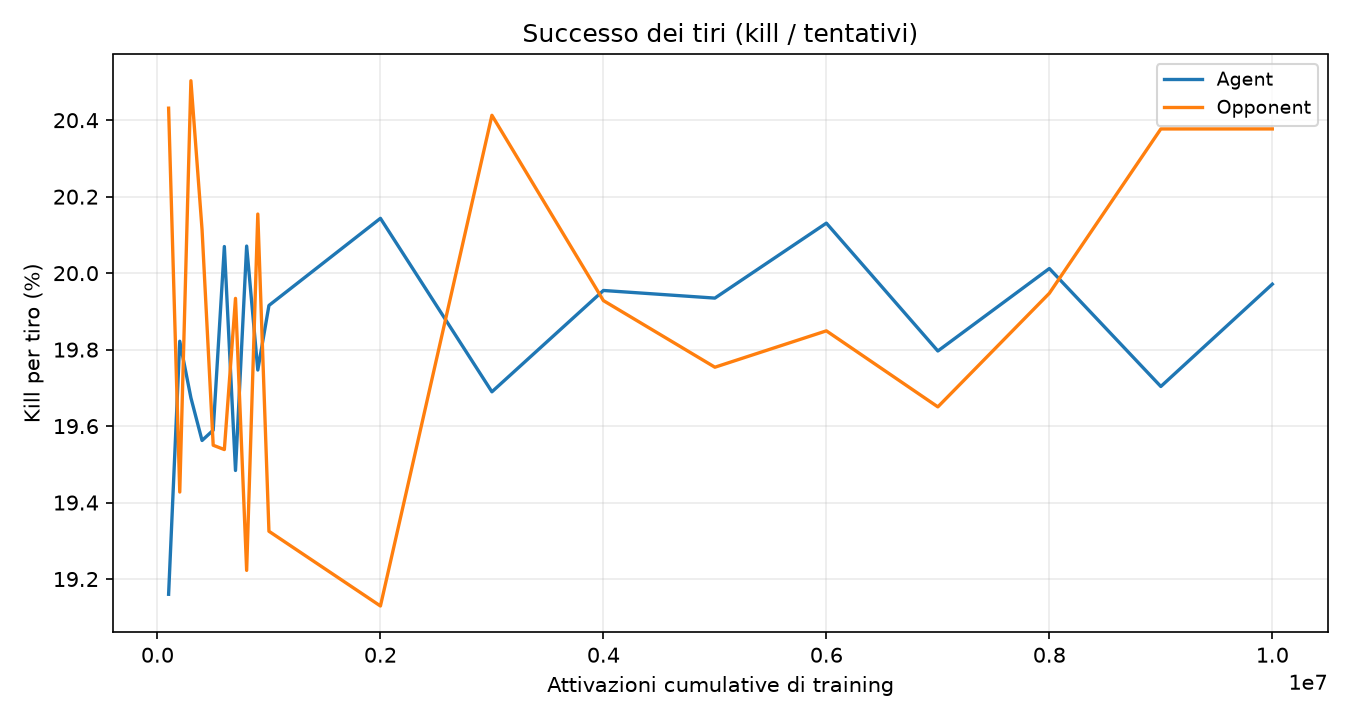 Successo dei tiri (kill / tentativi)
Agent
Opponent
20.4
20.2
20.0
19.8
19.6
19.4
19.2
Kill per tiro (%)
0.0 0.2 0.4 0.6 0.8 1.0
1e7
Attivazioni cumulative di training